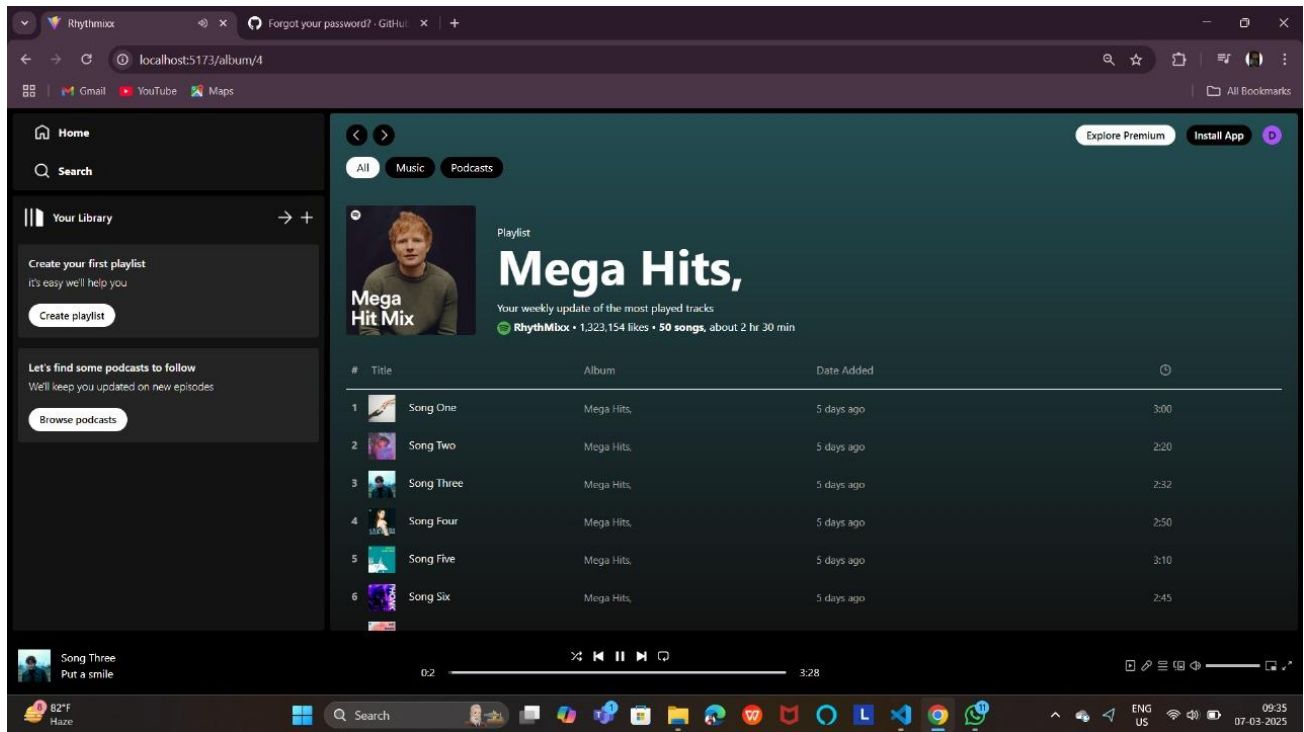 Rhythmixx
Forgot your password? · GitHub
localhost:5173/album/4
Gmail
YouTube
Maps
All Bookmarks
Home
Search
Your Library
Create your first playlist
it's easy we'll help you
Create playlist
Let's find some podcasts to follow
We'll keep you updated on new episodes
Browse podcasts
Explore Premium
Install App
D
All
Music
Podcasts
Mega
Hit Mix
Playlist
Mega Hits,
Your weekly update of the most played tracks
RhythMixx • 1,323,154 likes • 50 songs, about 2 hr 30 min
# Title Album Date Added
1 Song One Mega Hits, 5 days ago 3:00
2 Song Two Mega Hits, 5 days ago 2:20
3 Song Three Mega Hits, 5 days ago 2:32
4 Song Four Mega Hits, 5 days ago 2:50
5 Song Five Mega Hits, 5 days ago 3:10
6 Song Six Mega Hits, 5 days ago 2:45
Song Three
Put a smile
0:2
3:28
82°F
Haze
Search
ENG
US
09:35
07-03-2025